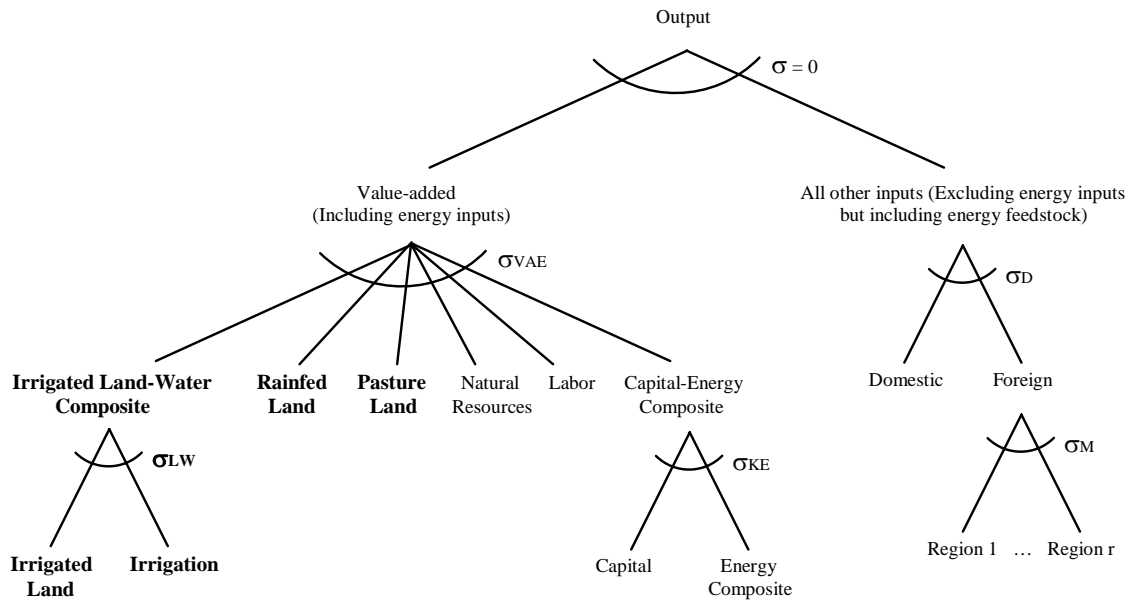 Output
σ = 0
Value-added
(Including energy inputs)
All other inputs (Excluding energy inputs
but including energy feedstock)
σVAE
σD
Irrigated Land-Water
Composite
Rainfed
Land
Pasture
Land
Natural
Resources
Labor
Capital-Energy
Composite
Domestic
Foreign
σLW
σKE
σM
Irrigated
Land
Irrigation
Capital
Energy
Composite
Region 1 … Region r